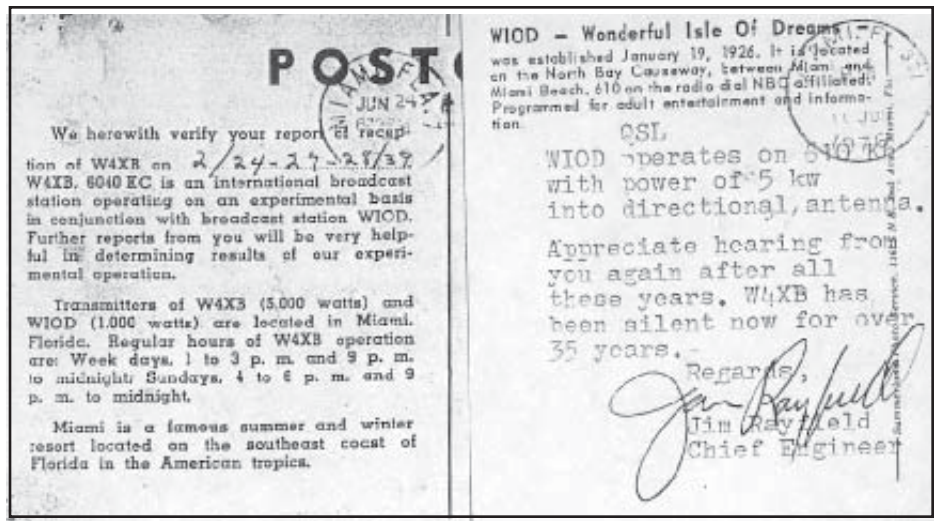 POST
MIAMI, FLA.
JUN 24
We herewith verify your report of recep-
tion of W4XB on 2/24-27-28/39
W4XB, 6040 KC is an international broadcast
station operating on an experimental basis
in conjunction with broadcast station WIOD.
Further reports from you will be very help-
ful in determining results of our experi-
mental operation.
Transmitters of W4XB (5,000 watts) and
WIOD (1,000 watts) are located in Miami,
Florida. Regular hours of W4XB operation
are: Week days, 1 to 3 p. m. and 9 p. m.
to midnight; Sundays, 4 to 6 p. m. and 9
p. m. to midnight.
Miami is a famous summer and winter
resort located on the southeast coast of
Florida in the American tropics.
WIOD - Wonderful Isle Of Dreams -
was established January 19, 1926. It is located
on the North Bay Causeway, between Miami and
Miami Beach. 610 on the radio dial NBC affiliated.
Programmed for adult entertainment and informa-
tion.
QSL
WIOD operates on 610
with power of 5 kw
into directional, antenna.
Appreciate hearing from
you again after all
these years. W4XB has
been silent now for over
35 years.
Regards,
Jim Rayfield
Jim Rayfield
Chief Engineer